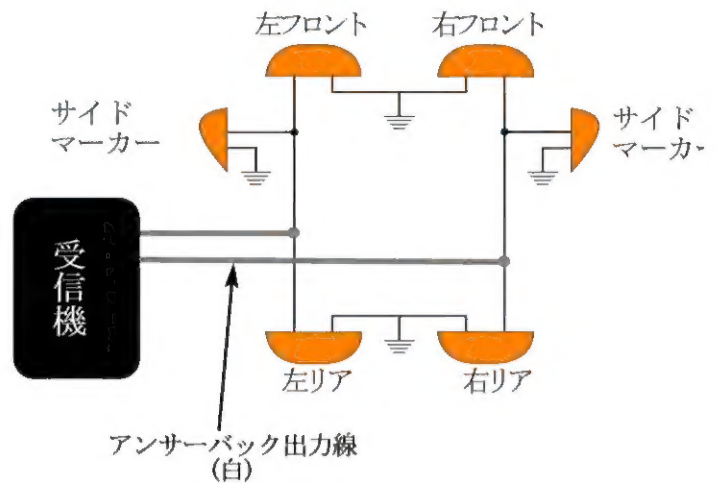 左フロント
右フロント
サイド
マーカー
サイド
マーカー
受信機
左リア
右リア
アンサーバック出力線
(白)